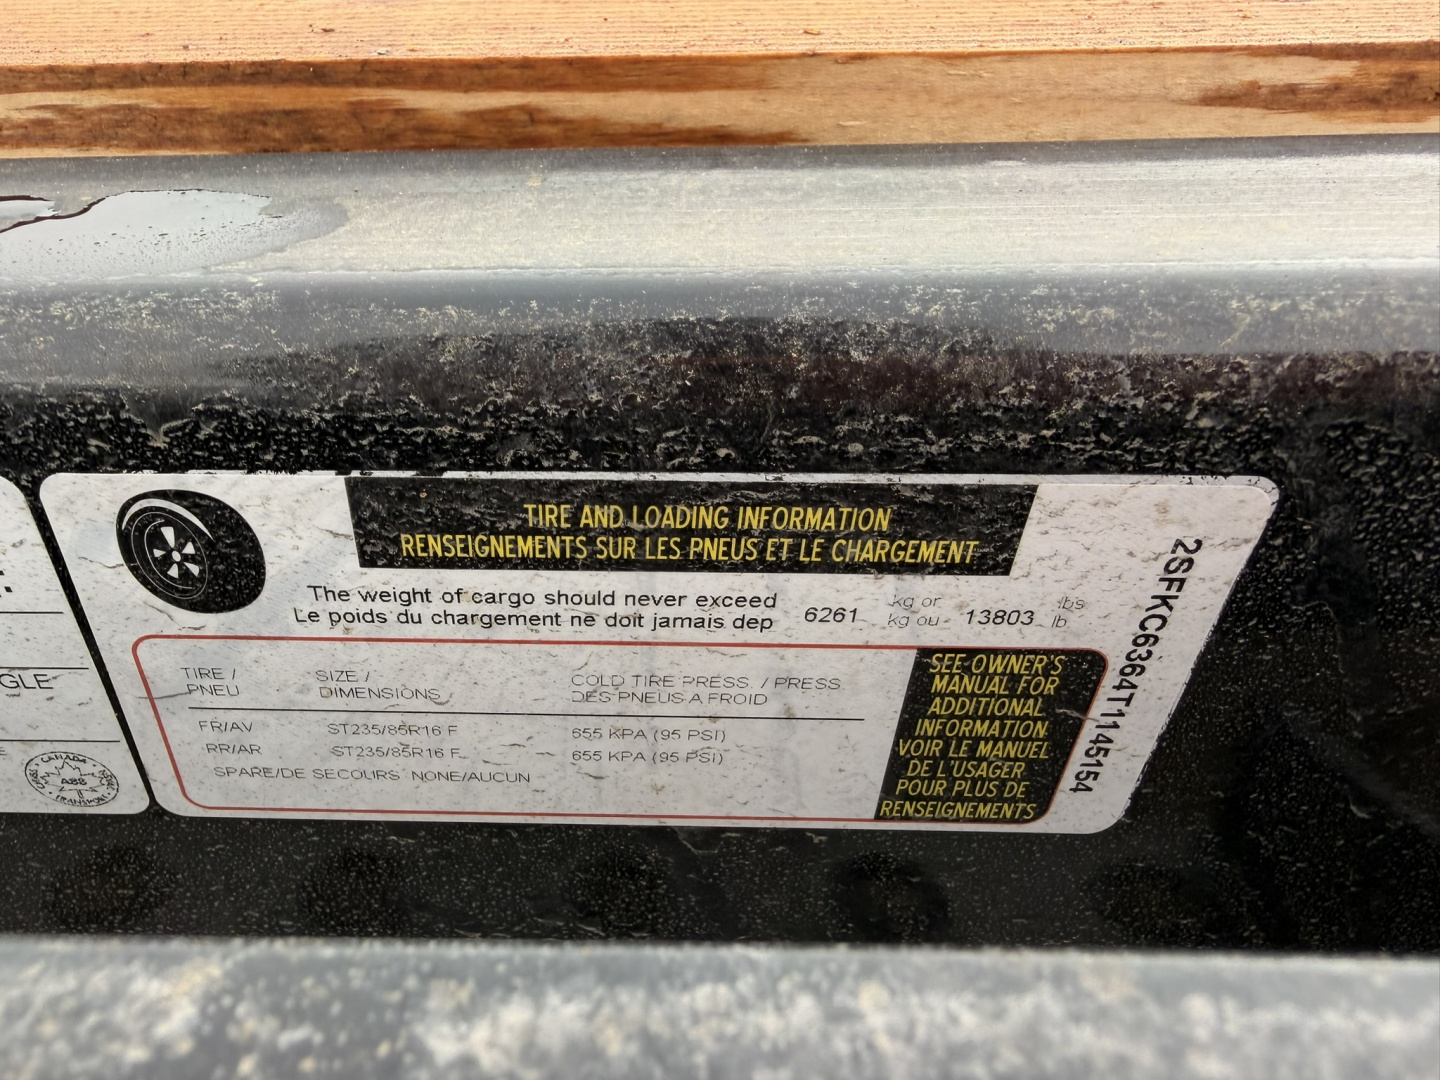 TIRE AND LOADING INFORMATION
RENSEIGNEMENTS SUR LES PNEUS ET LE CHARGEMENT
The weight of cargo should never exceed
Le poids du chargement ne doit jamais dep
6261 kg or 13803 lbs
kg ou lb
TIRE / SIZE / COLD TIRE PRESS. / PRESS
PNEU DIMENSIONS DES PNEUS A FROID
FR/AV ST235/85R16 F 655 KPA (95 PSI)
RR/AR ST235/85R16 F 655 KPA (95 PSI)
SPARE/DE SECOURS NONE/AUCUN
SEE OWNER'S
MANUAL FOR
ADDITIONAL
INFORMATION.
VOIR LE MANUEL
DE L'USAGER
POUR PLUS DE
RENSEIGNEMENTS
2SFKC6364T1145154
GLE
CANADA
TRANSPORT